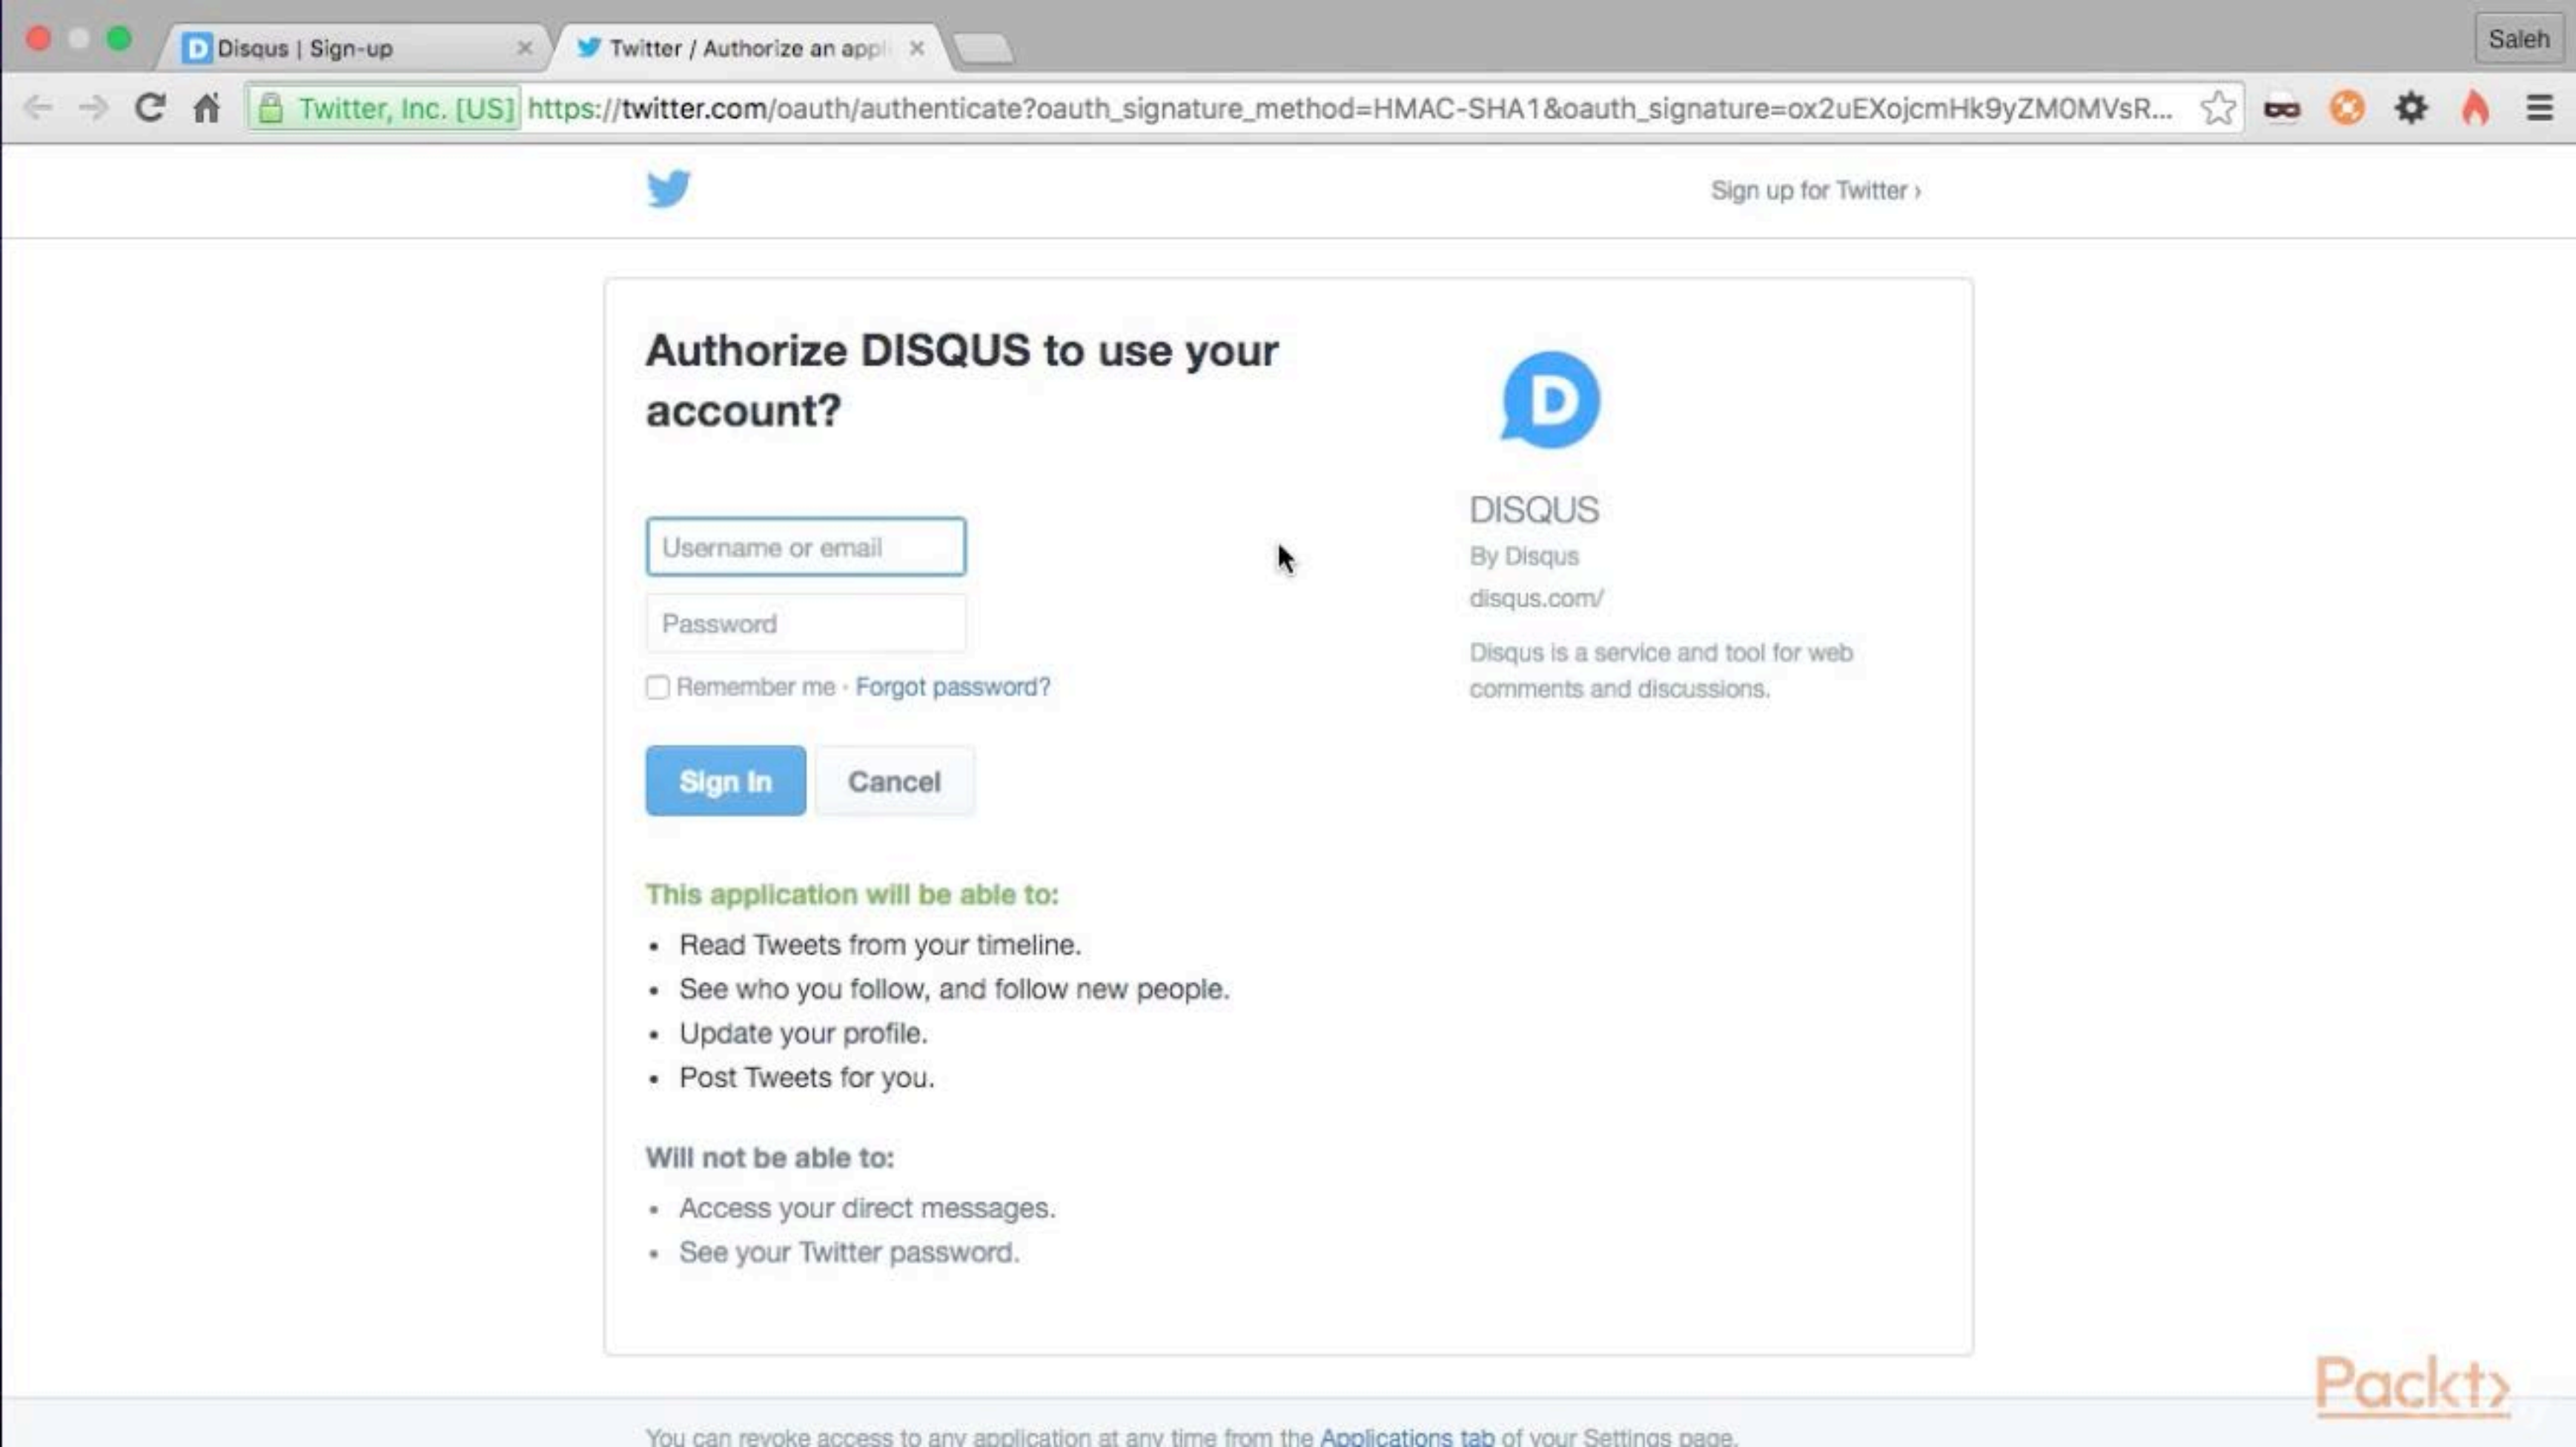 Disqus | Sign-up
Twitter / Authorize an appl
Saleh
Twitter, Inc. [US] https://twitter.com/oauth/authenticate?oauth_signature_method=HMAC-SHA1&oauth_signature=ox2uEXojcmHk9yZM0MVsR...
Sign up for Twitter ›
Authorize DISQUS to use your
account?
D
DISQUS
By Disqus
disqus.com/
Disqus is a service and tool for web
comments and discussions.
Username or email
Password
Remember me · Forgot password?
Sign In Cancel
This application will be able to:
• Read Tweets from your timeline.
• See who you follow, and follow new people.
• Update your profile.
• Post Tweets for you.
Will not be able to:
• Access your direct messages.
• See your Twitter password.
Packt>
You can revoke access to any application at any time from the Applications tab of your Settings page.